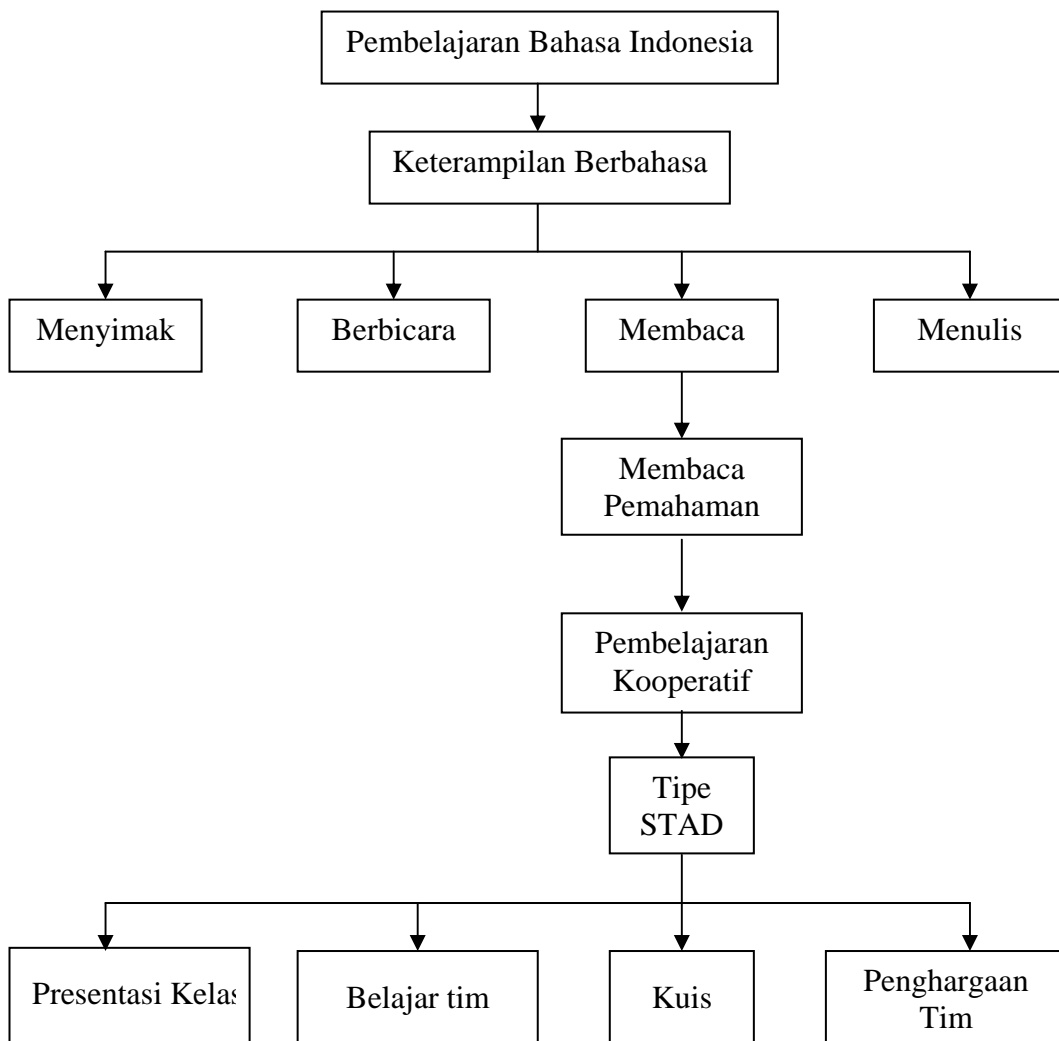 Pembelajaran Bahasa Indonesia
Keterampilan Berbahasa
Menyimak
Berbicara
Membaca
Menulis
Membaca
Pemahaman
Pembelajaran
Kooperatif
Tipe
STAD
Presentasi Kelas
Belajar tim
Kuis
Penghargaan
Tim